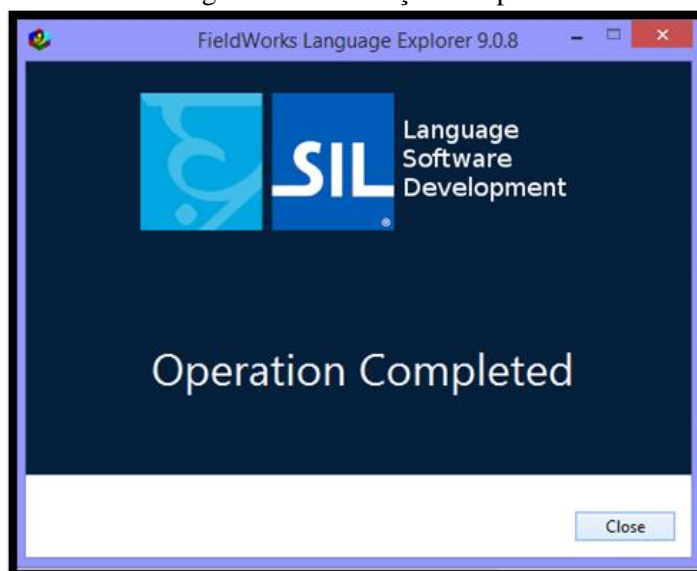 FieldWorks Language Explorer 9.0.8
SIL
®
Language
Software
Development
Operation Completed
Close